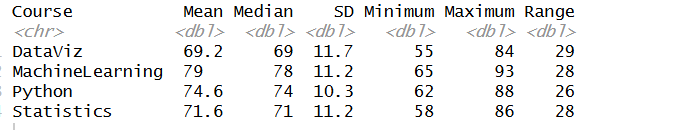 Course Mean Median SD Minimum Maximum Range
<chr> <dbl> <dbl> <dbl> <dbl> <dbl> <dbl>
DataViz 69.2 69 11.7 55 84 29
MachineLearning 79 78 11.2 65 93 28
Python 74.6 74 10.3 62 88 26
Statistics 71.6 71 11.2 58 86 28